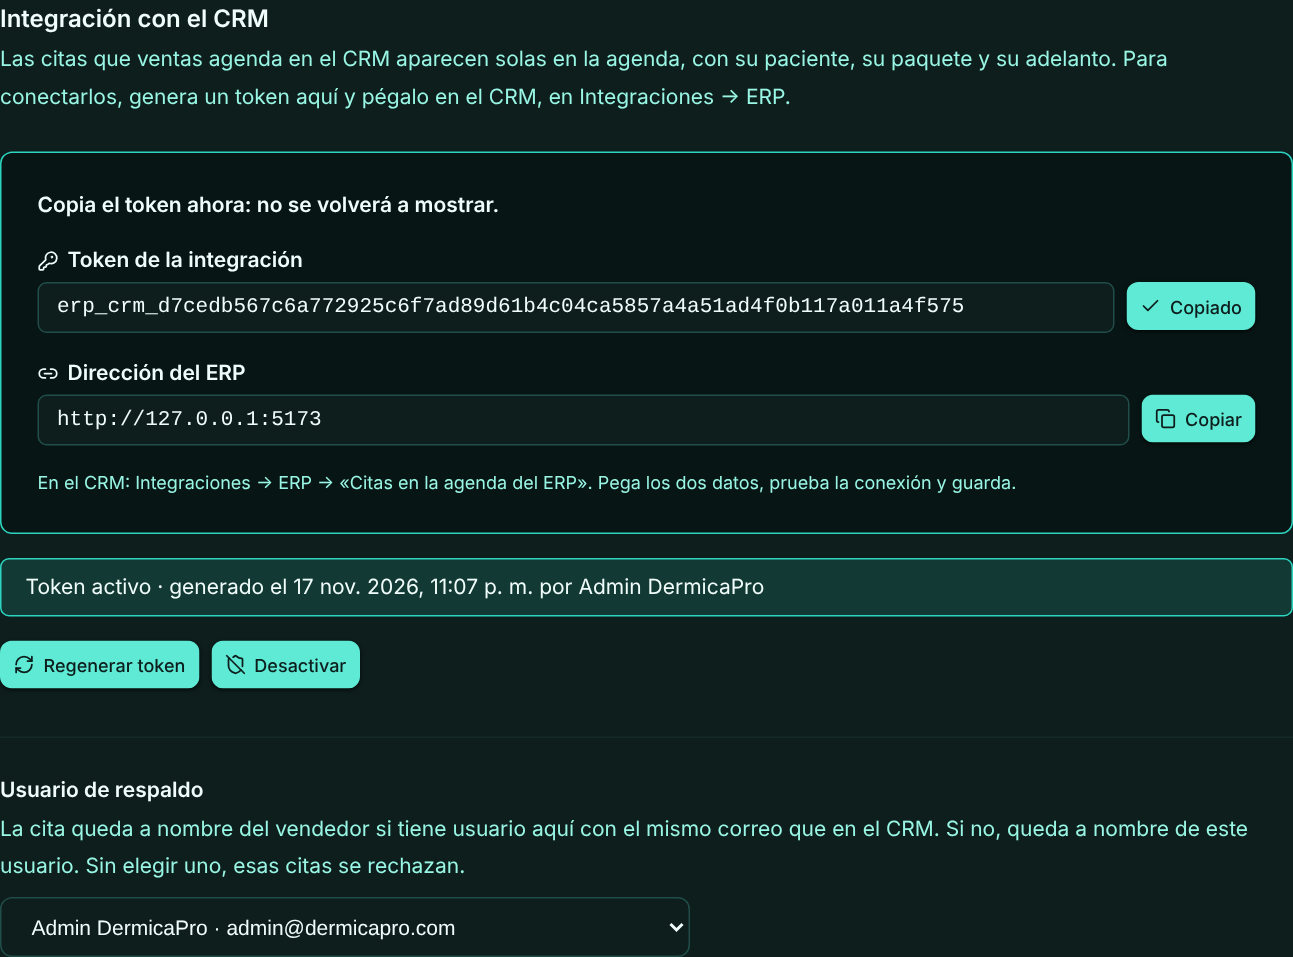 Integración con el CRM
Las citas que ventas agenda en el CRM aparecen solas en la agenda, con su paciente, su paquete y su adelanto. Para
conectarlos, genera un token aquí y pégalo en el CRM, en Integraciones → ERP.
Copia el token ahora: no se volverá a mostrar.
Token de la integración
erp_crm_d7cedb567c6a772925c6f7ad89d61b4c04ca5857a4a51ad4f0b117a011a4f575
Copiado
Dirección del ERP
http://127.0.0.1:5173
Copiar
En el CRM: Integraciones → ERP → «Citas en la agenda del ERP». Pega los dos datos, prueba la conexión y guarda.
Token activo · generado el 17 nov. 2026, 11:07 p. m. por Admin DermicaPro
Regenerar token
Desactivar
Usuario de respaldo
La cita queda a nombre del vendedor si tiene usuario aquí con el mismo correo que en el CRM. Si no, queda a nombre de este
usuario. Sin elegir uno, esas citas se rechazan.
Admin DermicaPro · admin@dermicapro.com